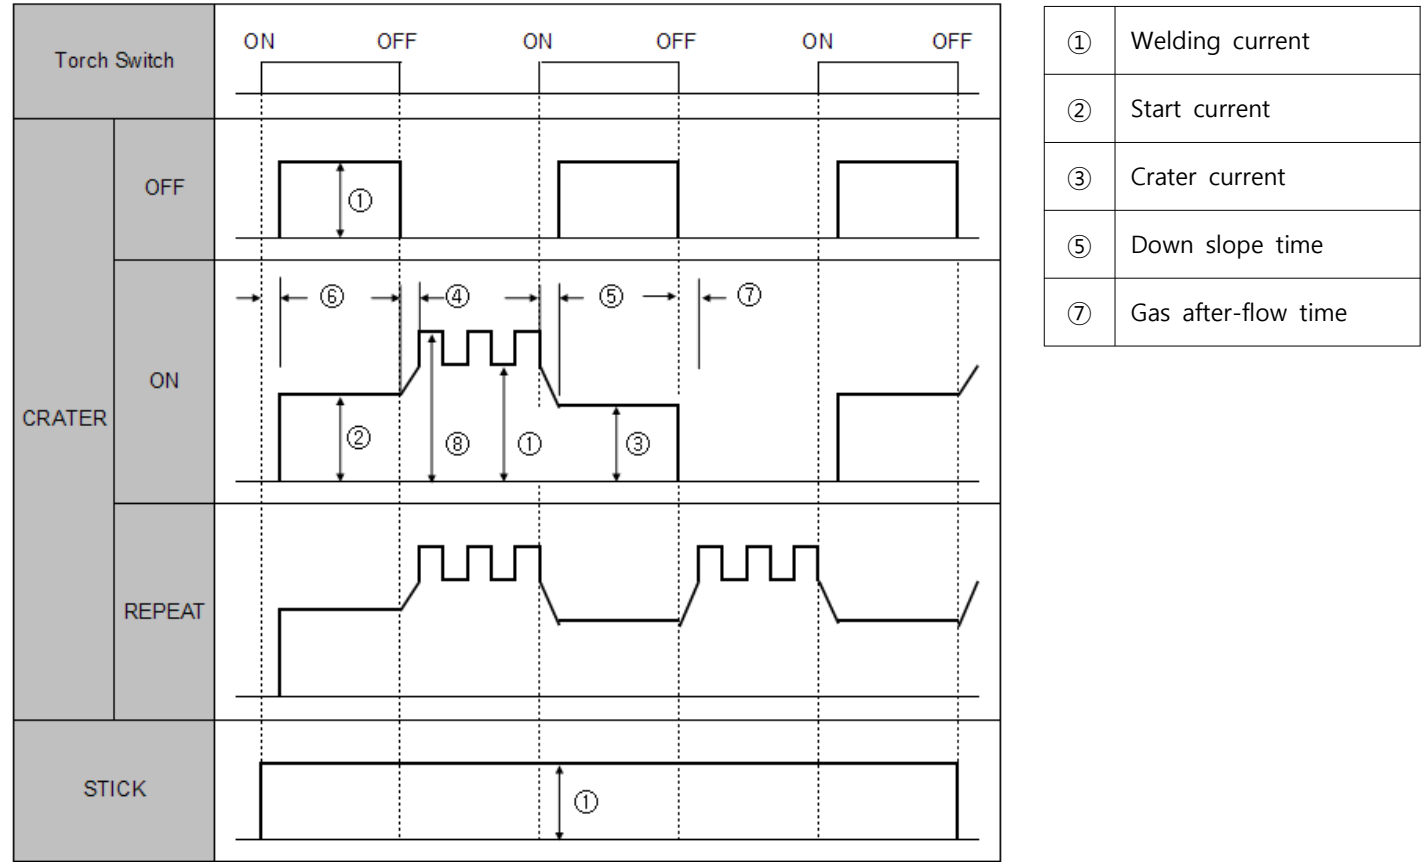 Torch Switch
ON OFF ON OFF ON OFF
CRATER
OFF
①
ON
⑥ ④ ⑤ ⑦
② ⑧ ① ③
REPEAT
STICK
①
① Welding current
② Start current
③ Crater current
⑤ Down slope time
⑦ Gas after-flow time